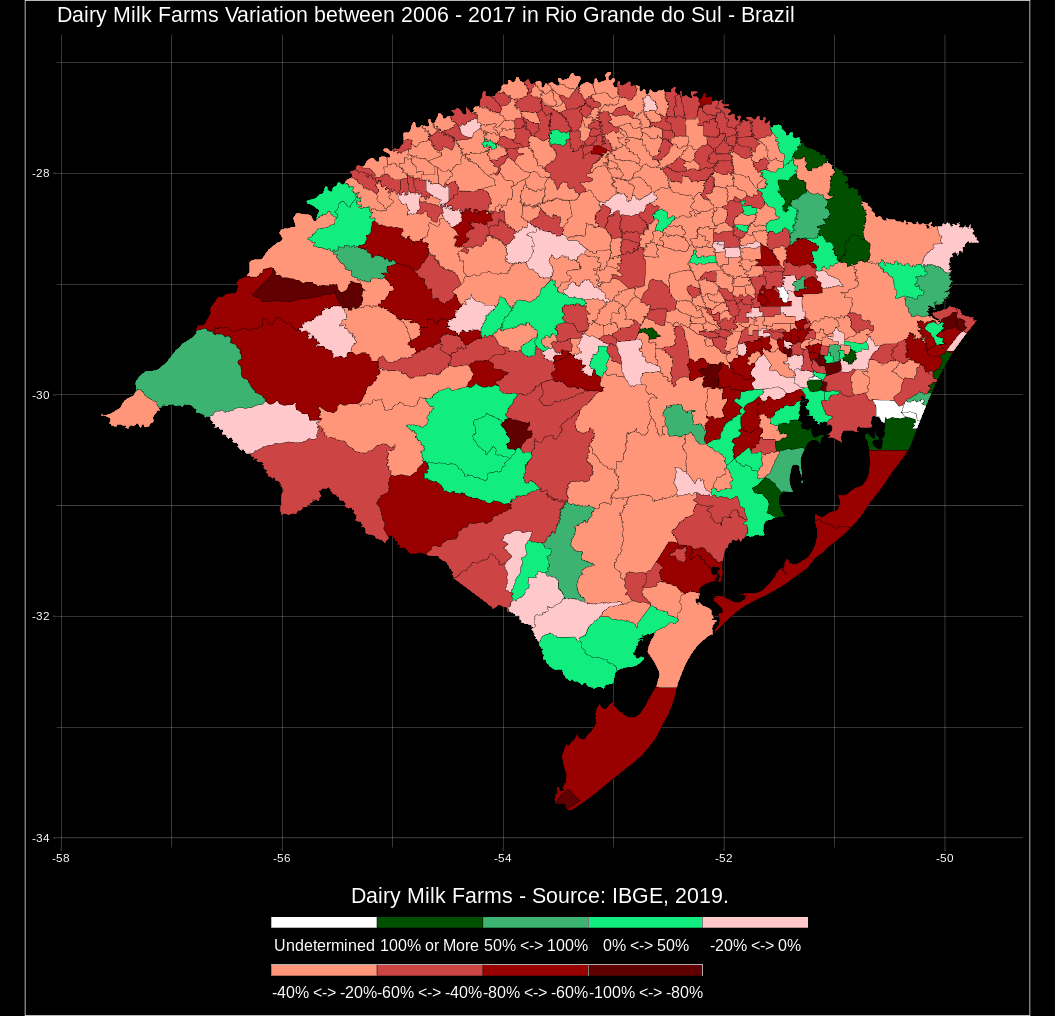 Dairy Milk Farms Variation between 2006 - 2017 in Rio Grande do Sul - Brazil
-28
-30
-32
-34
-58 -56 -54 -52 -50
Dairy Milk Farms - Source: IBGE, 2019.
Undetermined 100% or More 50% <-> 100% 0% <-> 50% -20% <-> 0%
-40% <-> -20% -60% <-> -40% -80% <-> -60% -100% <-> -80%